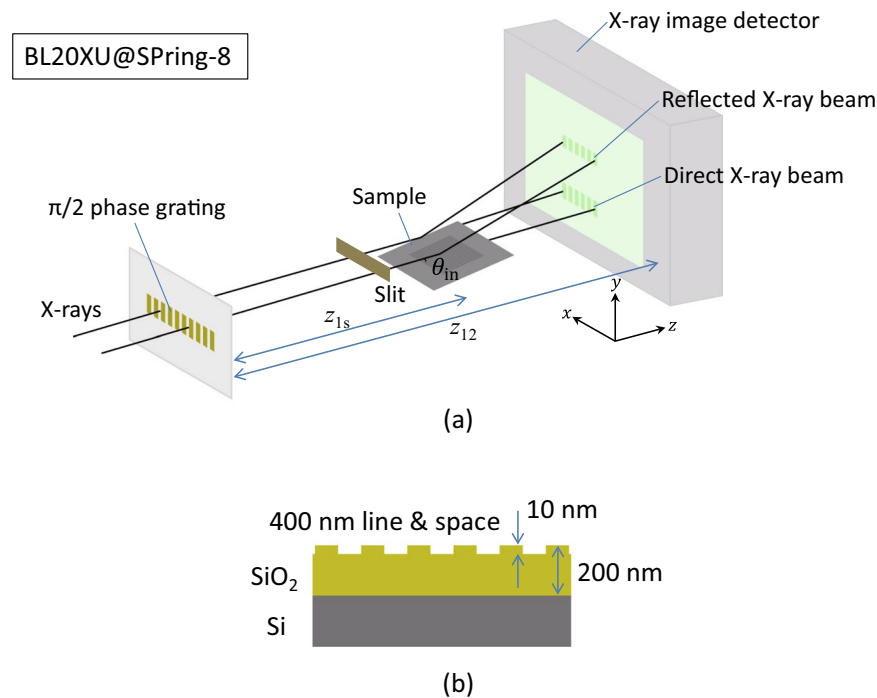 BL20XU@SPring-8
X-ray image detector
Reflected X-ray beam
Direct X-ray beam
Sample
π/2 phase grating
θin
Slit
X-rays
z1s
z12
y
x
z
(a)
10 nm
400 nm line & space
200 nm
SiO2
Si
(b)